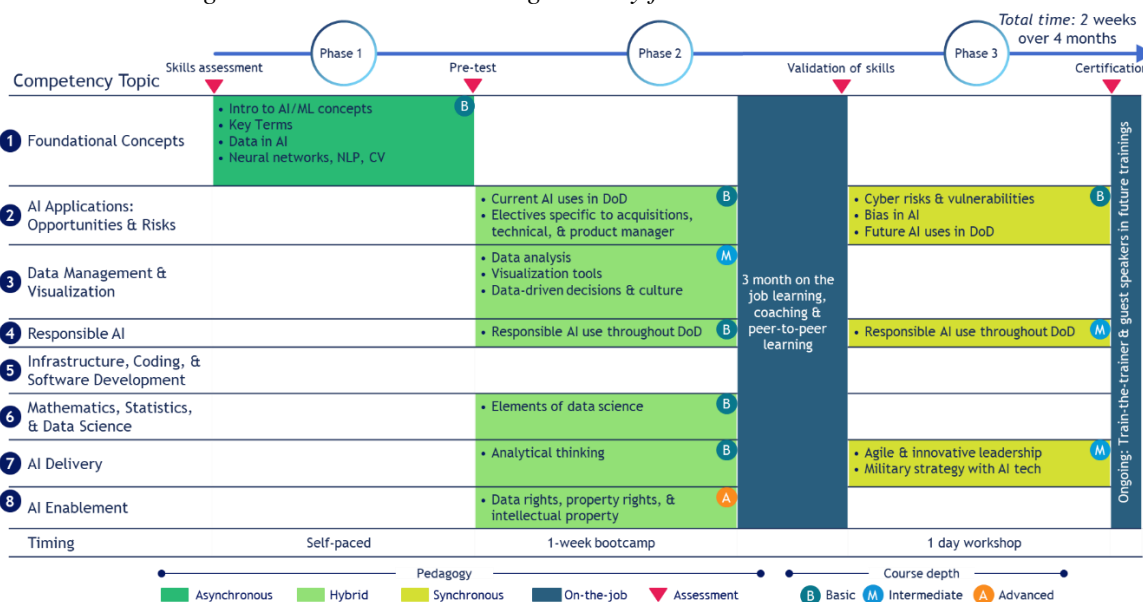 Total time: 2 weeks
over 4 months
Phase 1
Phase 2
Phase 3
Skills assessment
Pre-test
Validation of skills
Certification
Competency Topic
1 Foundational Concepts
• Intro to AI/ML concepts
• Key Terms
• Data in AI
• Neural networks, NLP, CV
B
2 AI Applications:
Opportunities & Risks
• Current AI uses in DoD
• Electives specific to acquisitions,
technical, & product manager
B
• Cyber risks & vulnerabilities
• Bias in AI
• Future AI uses in DoD
B
3 Data Management &
Visualization
• Data analysis
• Visualization tools
• Data-driven decisions & culture
M
3 month on the
job learning,
coaching &
peer-to-peer
learning
4 Responsible AI
• Responsible AI use throughout DoD
B
• Responsible AI use throughout DoD
M
5 Infrastructure, Coding, &
Software Development
6 Mathematics, Statistics,
& Data Science
• Elements of data science
B
7 AI Delivery
• Analytical thinking
B
• Agile & innovative leadership
• Military strategy with AI tech
M
8 AI Enablement
• Data rights, property rights, &
intellectual property
A
Ongoing: Train-the-trainer & guest speakers in future trainings
Timing
Self-paced
1-week bootcamp
1 day workshop
Pedagogy
Course depth
Asynchronous
Hybrid
Synchronous
On-the-job
Assessment
B Basic
M Intermediate
A Advanced